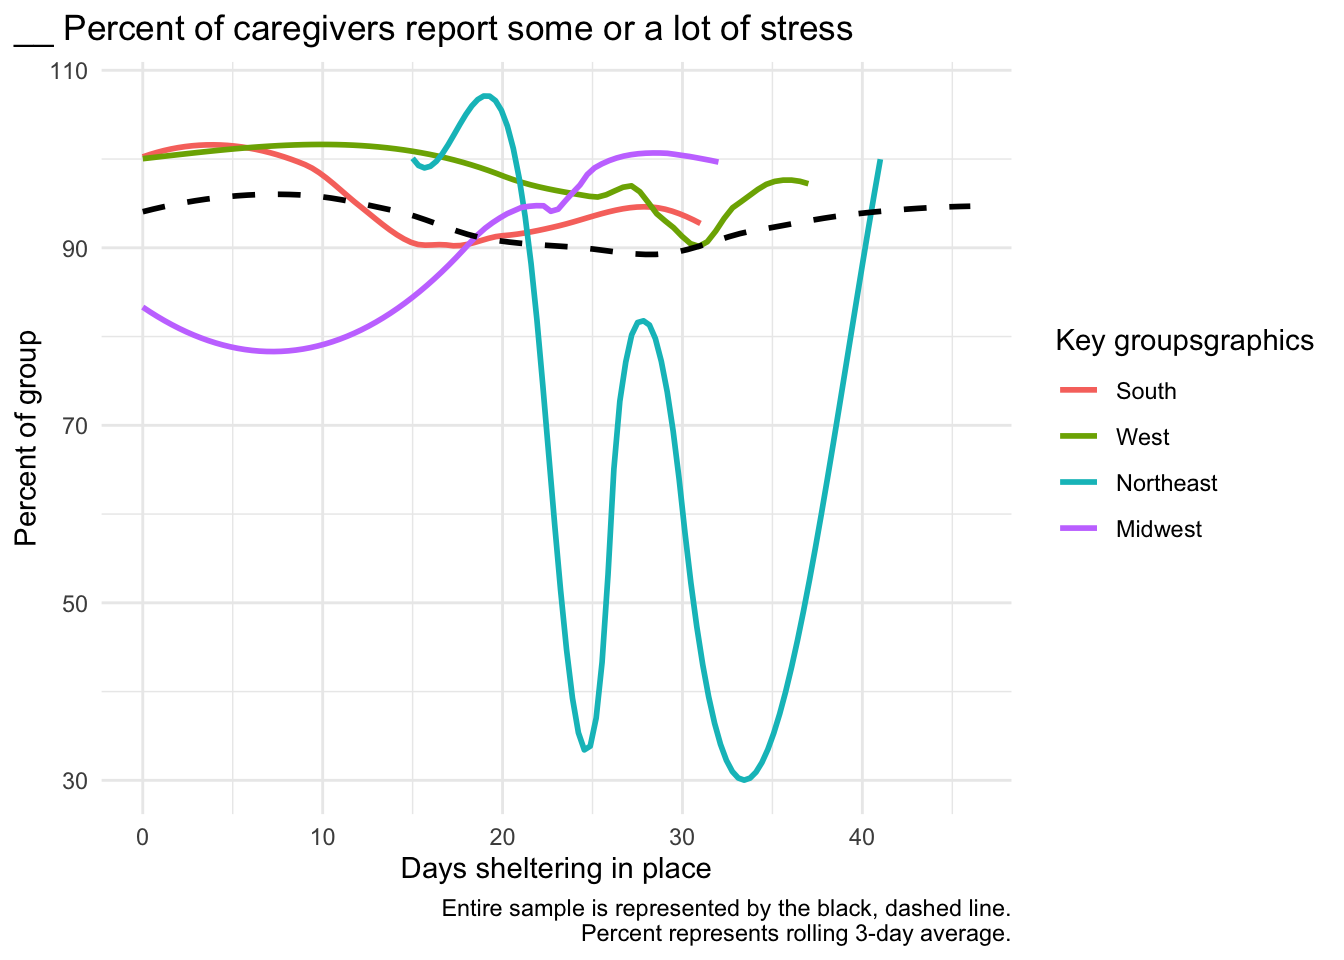 __ Percent of caregivers report some or a lot of stress
110
90
70
50
30
Percent of group
0 10 20 30 40
Days sheltering in place
Key groupsgraphics
South
West
Northeast
Midwest
Entire sample is represented by the black, dashed line.
Percent represents rolling 3-day average.